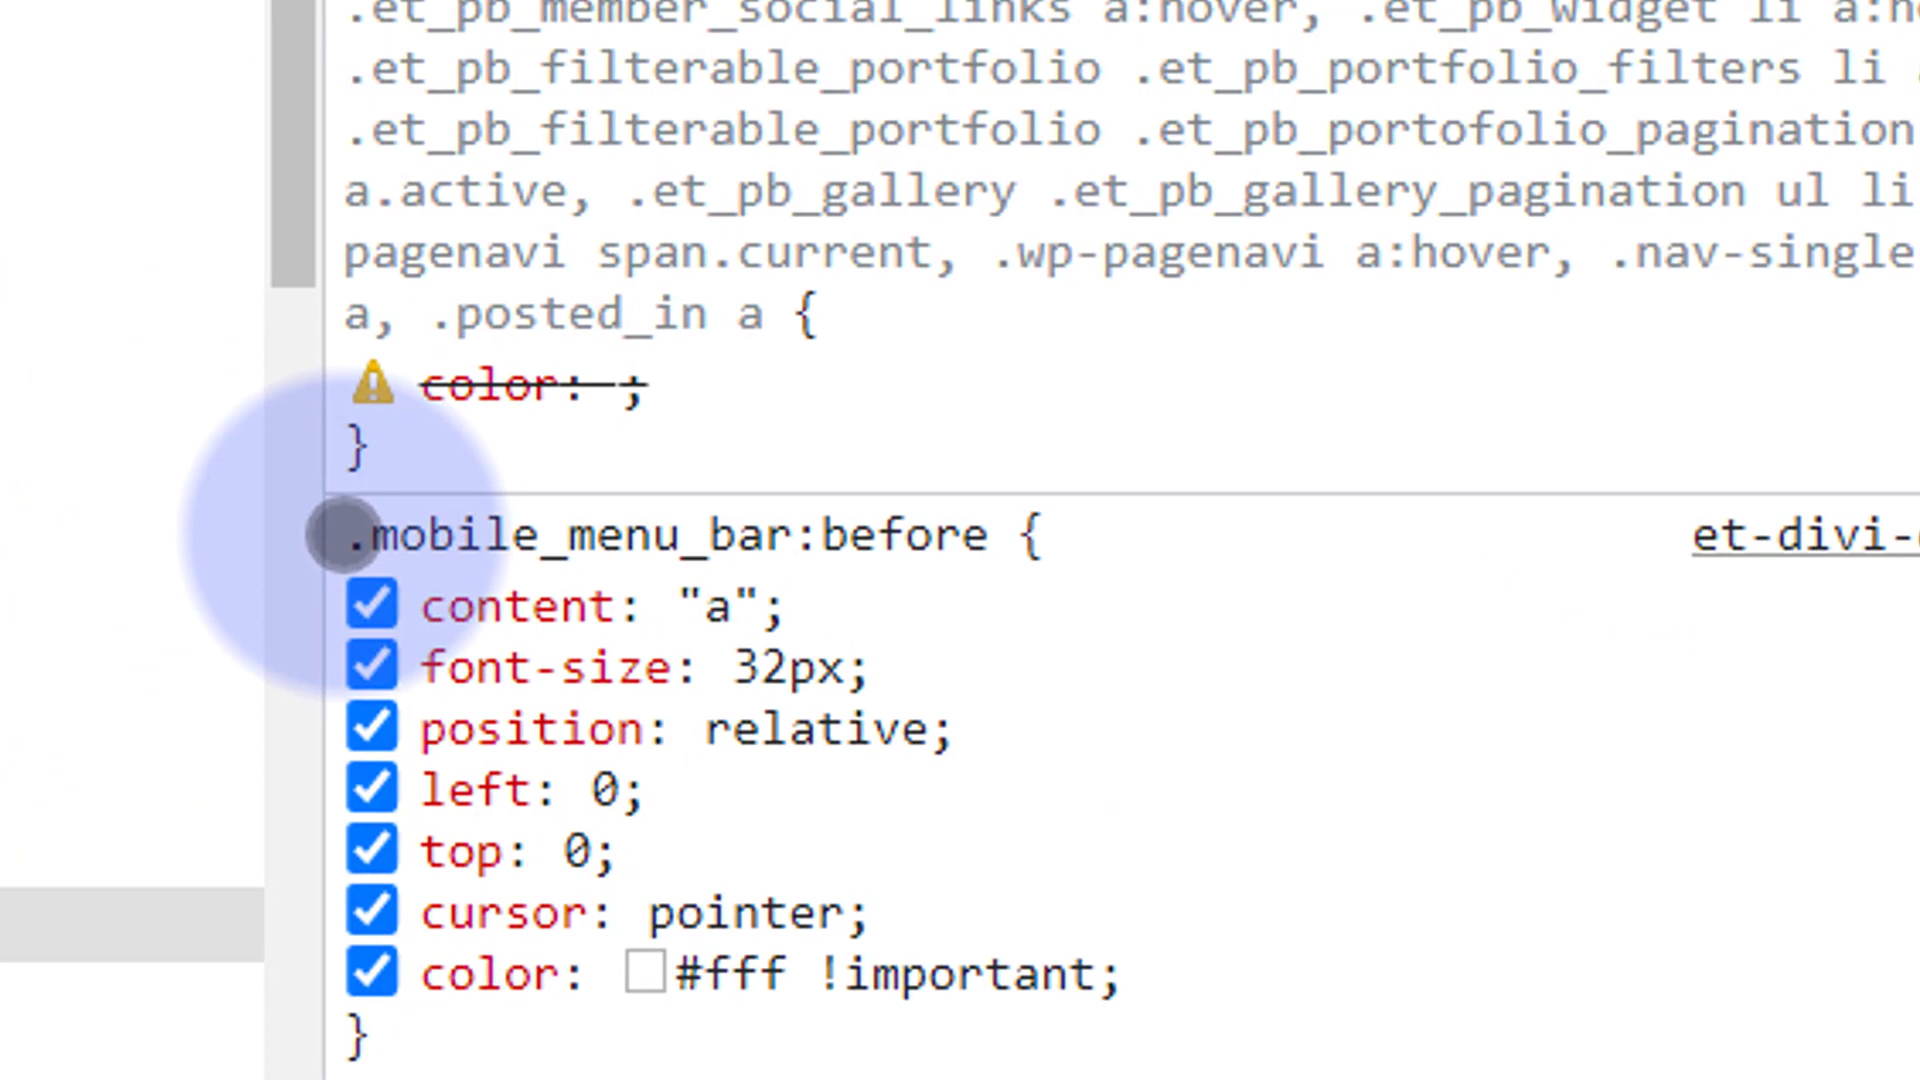 .et_pb_member_social_links a:hover, .et_pb_widget li a:h
.et_pb_filterable_portfolio .et_pb_portfolio_filters li
.et_pb_filterable_portfolio .et_pb_portofolio_pagination
a.active, .et_pb_gallery .et_pb_gallery_pagination ul li
pagenavi span.current, .wp-pagenavi a:hover, .nav-single
a, .posted_in a {
color: ;
}
.mobile_menu_bar:before { et-divi-
content: "a";
font-size: 32px;
position: relative;
left: 0;
top: 0;
cursor: pointer;
color: #fff !important;
}